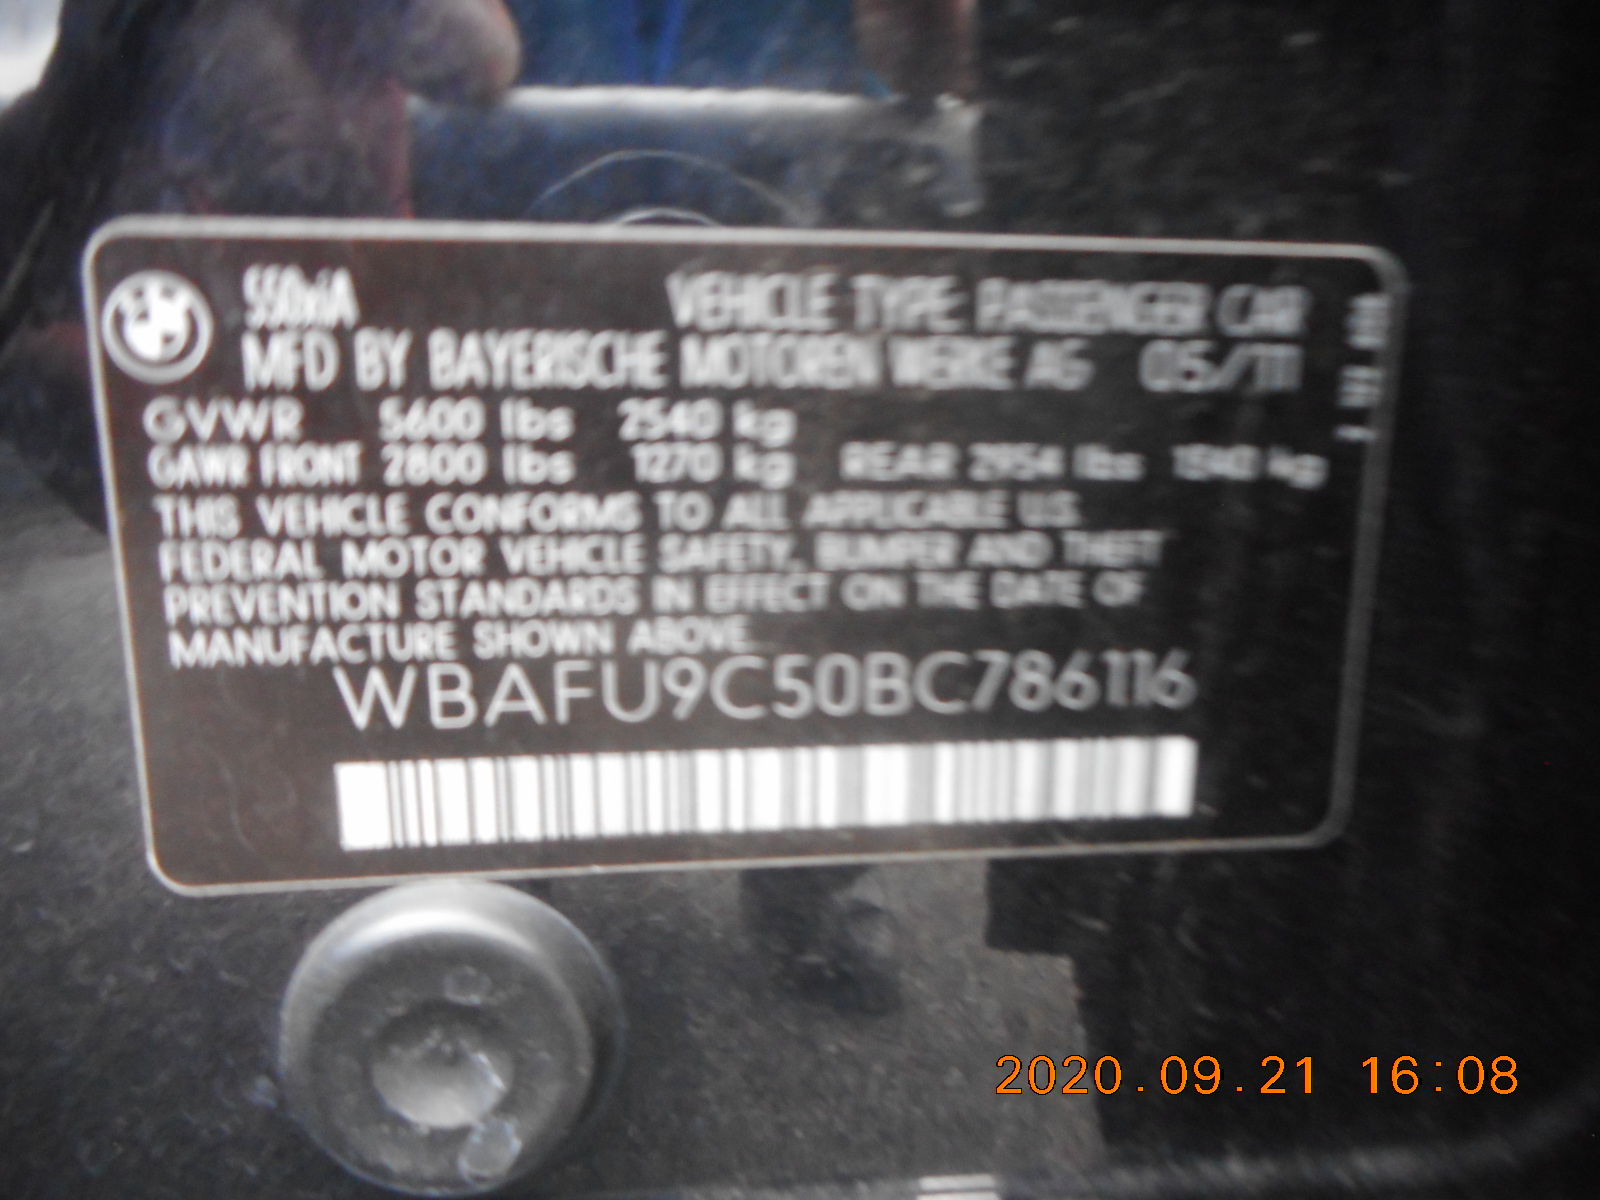 550xiA VEHICLE TYPE PASSENGER CAR
MFD BY BAYERISCHE MOTOREN WERKE AG 05/11
GVWR 5600 lbs 2540 kg
GAWR FRONT 2800 lbs 1270 kg REAR 2954 lbs kg
THIS VEHICLE CONFORMS TO ALL APPLICABLE U.S.
FEDERAL MOTOR VEHICLE SAFETY, BUMPER AND THEFT
PREVENTION STANDARDS IN EFFECT ON THE DATE OF
MANUFACTURE SHOWN ABOVE.
WBAFU9C50BC786116
2020.09.21 16:08